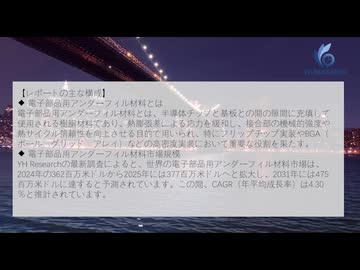 【レポートの主な構成】
◆ 電子部品用アンダーフィル材料とは
電子部品用アンダーフィル材料とは、半導体チップと基板との間の隙間に充填して
使用される樹脂材料であり、熱膨張差による応力を緩和し、接合部の機械的強度や
熱サイクル信頼性を向上させる目的で用いられ、特にフリップチップ実装やBGA（
ボール・グリッド・アレイ）などの高密度実装において重要な役割を果たす。
◆ 電子部品用アンダーフィル材料市場規模
YH Researchの最新調査によると、世界の電子部品用アンダーフィル材料市場は、
2024年の362百万米ドルから2025年には377百万米ドルへと拡大し、2031年には475
百万米ドルに達すると予測されています。この間、CAGR（年平均成長率）は4.30
％と推計されています。